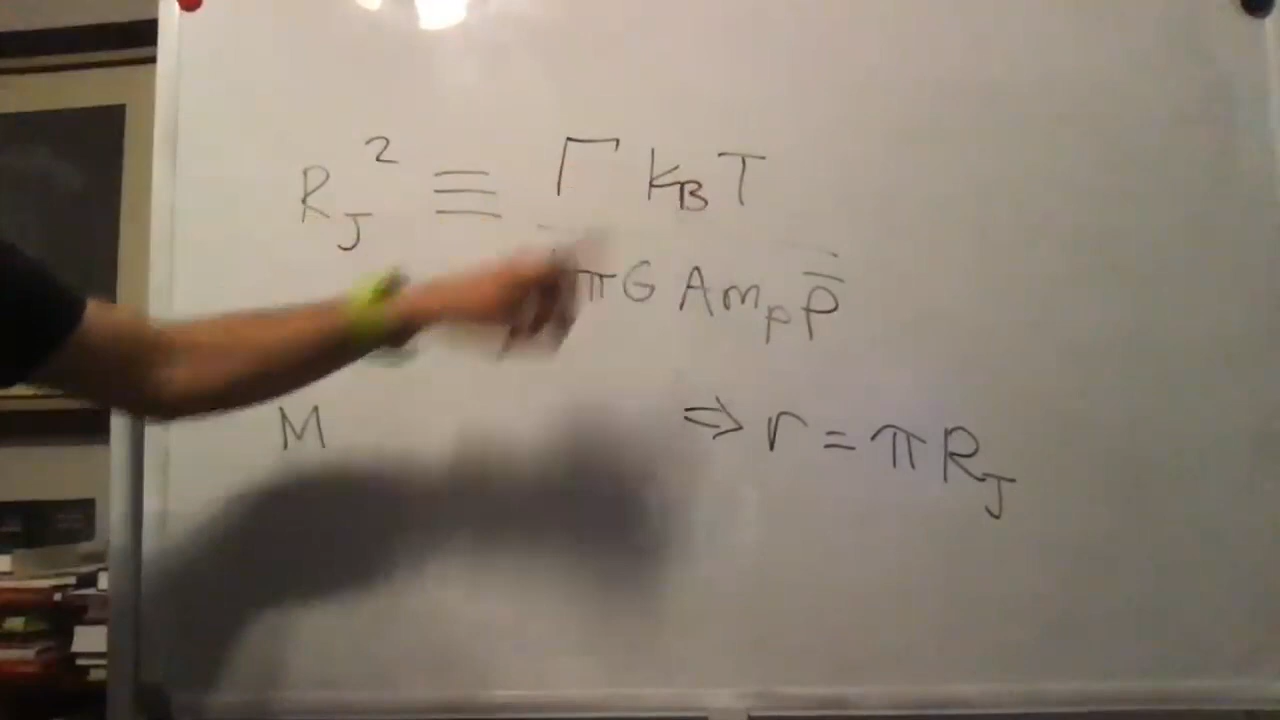 R_J² ≡ Γ k_B T
πG A m_p ρ̿
M ⇒ r = π R_J